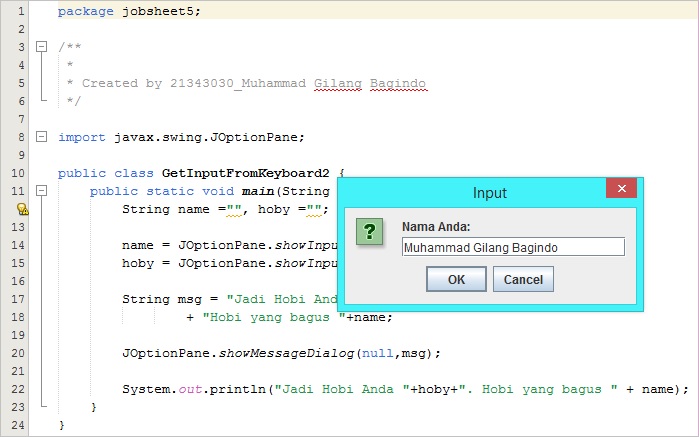 1 package jobsheet5;
2
3 /**
4 *
5 * Created by 21343030_Muhammad Gilang Bagindo
6 */
7
8 import javax.swing.JOptionPane;
9
10 public class GetInputFromKeyboard2 {
11 public static void main(String
String name ="", hoby ="";
13
14 name = JOptionPane.showInpu
15 hoby = JOptionPane.showInpu
16
17 String msg = "Jadi Hobi And
18 + "Hobi yang bagus "+name;
19
20 JOptionPane.showMessageDialog(null,msg);
21
22 System.out.println("Jadi Hobi Anda "+hoby+". Hobi yang bagus " + name);
23 }
24 }
Input
x
?
Nama Anda:
Muhammad Gilang Bagindo
OK Cancel